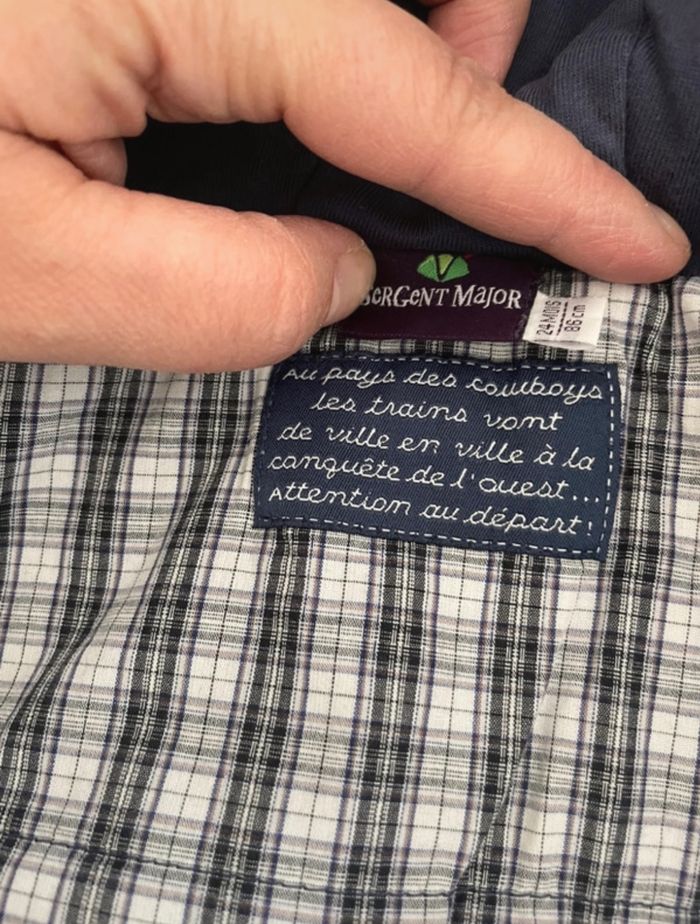 SerGeNT MaJor
24 MOIS
86 cm
Au pays des cowboys
les trains vont
de ville en ville à la
conquête de l'ouest...
Attention au départ!